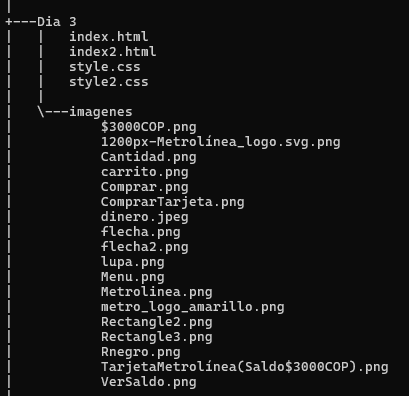 |
+---Dia 3
|   |   index.html
|   |   index2.html
|   |   style.css
|   |   style2.css
|   |
|   \---imagenes
|           $3000COP.png
|           1200px-Metrolínea_logo.svg.png
|           Cantidad.png
|           carrito.png
|           Comprar.png
|           ComprarTarjeta.png
|           dinero.jpeg
|           flecha.png
|           flecha2.png
|           lupa.png
|           Menu.png
|           Metrolinea.png
|           metro_logo_amarillo.png
|           Rectangle2.png
|           Rectangle3.png
|           Rnegro.png
|           TarjetaMetrolínea(Saldo$3000COP).png
|           VerSaldo.png
|